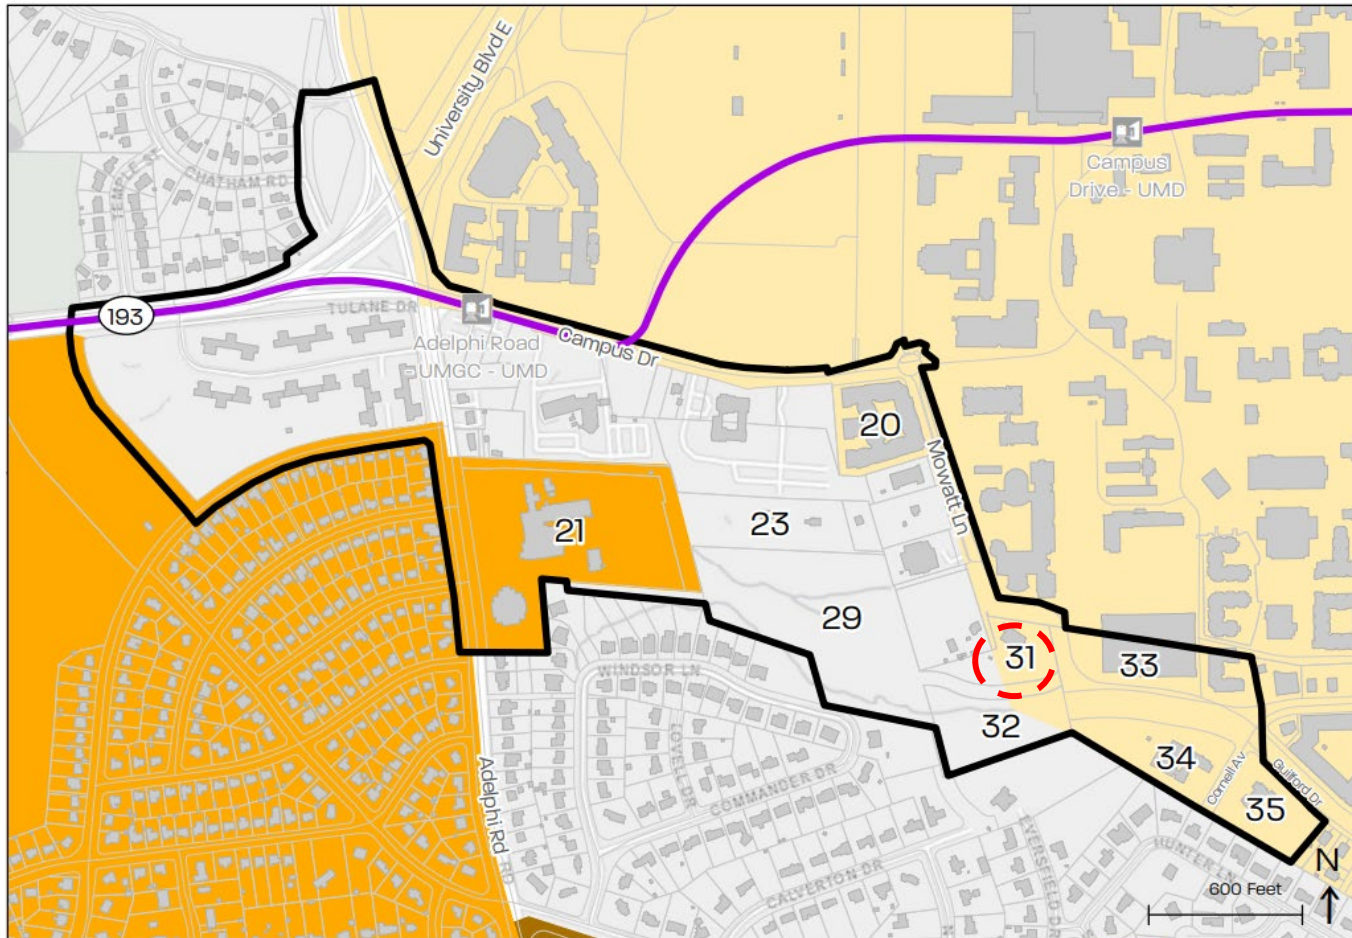 University Blvd E
TEMPLE ST
CHATHAM RD
Campus
Drive - UMD
193
TULANE DR
Adelphi Road
- UMGC - UMD
Campus Dr
20
Mowatt Ln
21
23
29
31
33
WINDSOR LN
32
LOVELL DR
COMMANDER DR
34
Cornell Av
Guilford Dr
35
Adelphi Rd
RD
CALVERTON DR
EVERSFIELD DR
HUNTER LN
N
600 Feet